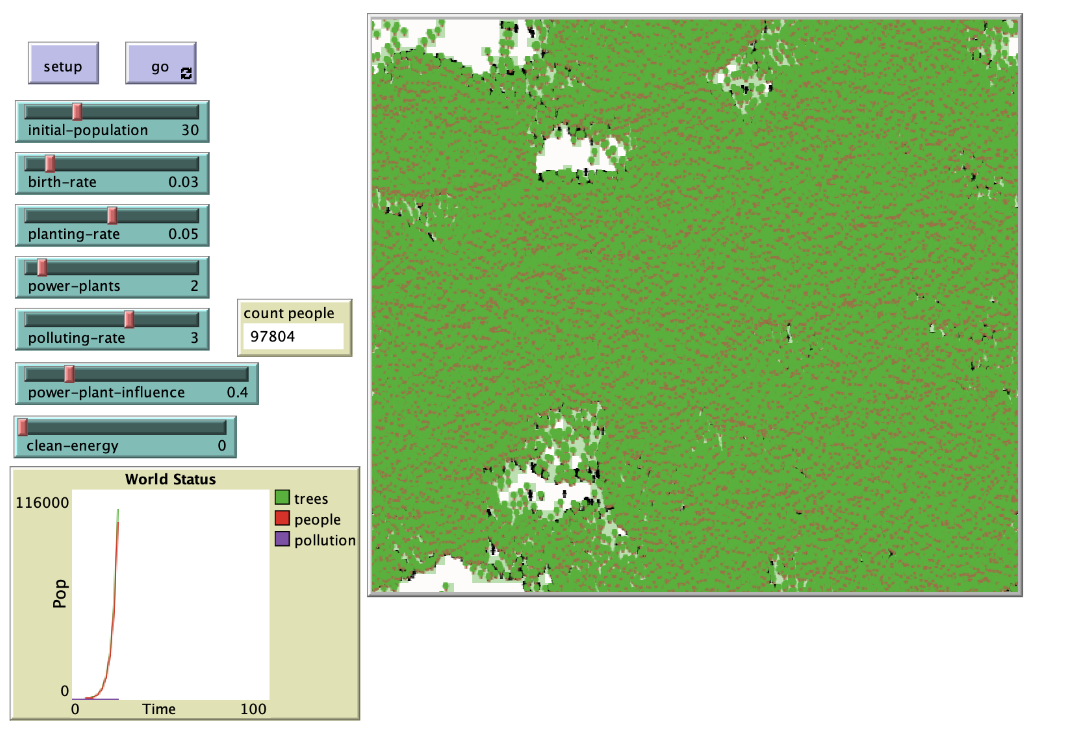 setup
go
initial-population 30
birth-rate 0.03
planting-rate 0.05
power-plants 2
polluting-rate 3
count people
97804
power-plant-influence 0.4
clean-energy 0
World Status
116000
Pop
0
0 Time 100
trees
people
pollution